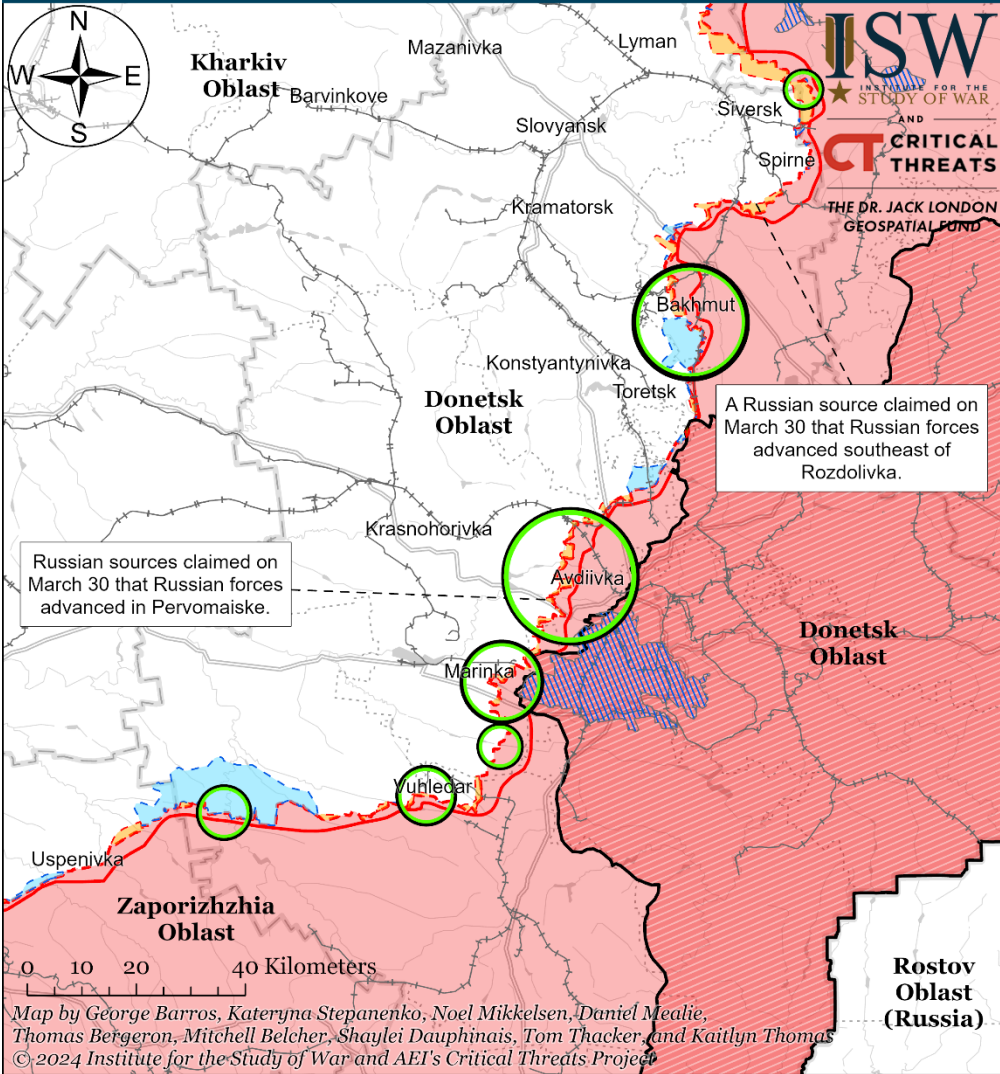 N
W
E
S
ISW
INSTITUTE FOR THE
STUDY OF WAR
AND
CT CRITICAL
THREATS
THE DR. JACK LONDON
GEOSPATIAL FUND
Kharkiv
Oblast
Mazanivka
Lyman
Barvinkove
Siversk
Slovyansk
Spirne
Kramatorsk
Bakhmut
Konstyantynivka
Toretsk
Donetsk
Oblast
A Russian source claimed on
March 30 that Russian forces
advanced southeast of
Rozdolivka.
Krasnohorivka
Russian sources claimed on
March 30 that Russian forces
advanced in Pervomaiske.
Avdiivka
Donetsk
Oblast
Marinka
Vuhledar
Uspenivka
Zaporizhzhia
Oblast
0 10 20 40 Kilometers
Rostov
Oblast
(Russia)
Map by George Barros, Kateryna Stepanenko, Noel Mikkelsen, Daniel Mealie,
Thomas Bergeron, Mitchell Belcher, Shaylei Dauphinais, Tom Thacker, and Kaitlyn Thomas
© 2024 Institute for the Study of War and AEI's Critical Threats Project